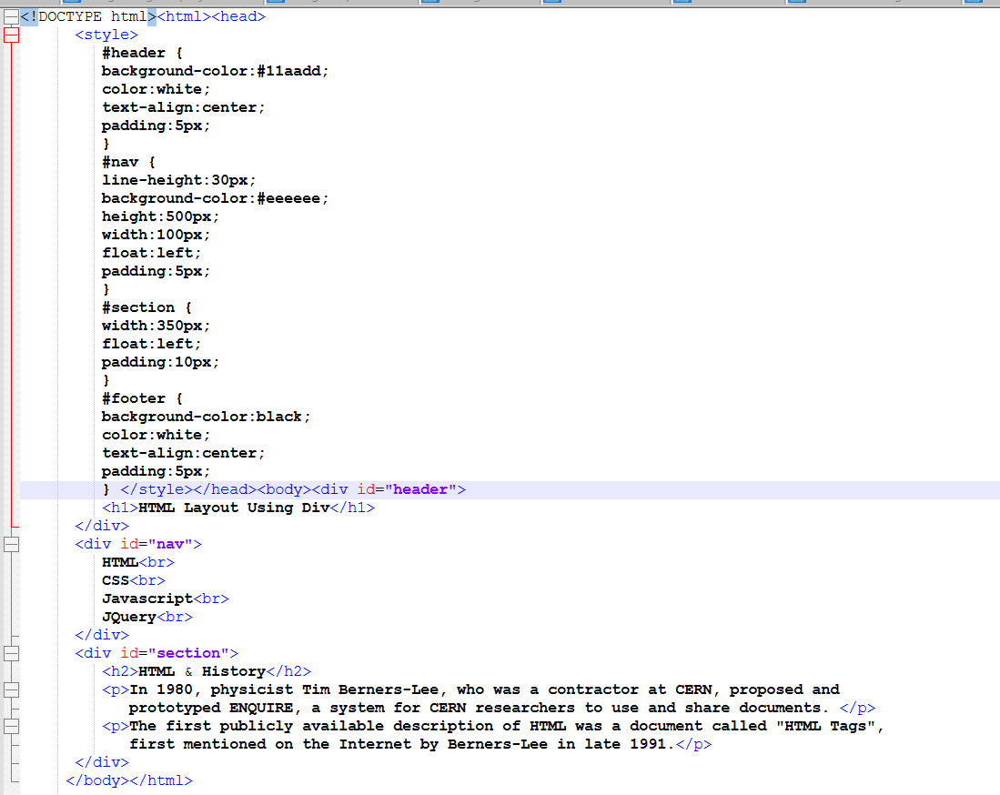 <!DOCTYPE html><html><head>
<style>
#header {
background-color:#11aadd;
color:white;
text-align:center;
padding:5px;
}
#nav {
line-height:30px;
background-color:#eeeeee;
height:500px;
width:100px;
float:left;
padding:5px;
}
#section {
width:350px;
float:left;
padding:10px;
}
#footer {
background-color:black;
color:white;
text-align:center;
padding:5px;
} </style></head><body><div id="header">
<h1>HTML Layout Using Div</h1>
</div>
<div id="nav">
HTML<br>
CSS<br>
Javascript<br>
JQuery<br>
</div>
<div id="section">
<h2>HTML & History</h2>
<p>In 1980, physicist Tim Berners-Lee, who was a contractor at CERN, proposed and
prototyped ENQUIRE, a system for CERN researchers to use and share documents. </p>
<p>The first publicly available description of HTML was a document called "HTML Tags",
first mentioned on the Internet by Berners-Lee in late 1991.</p>
</div>
</body></html>